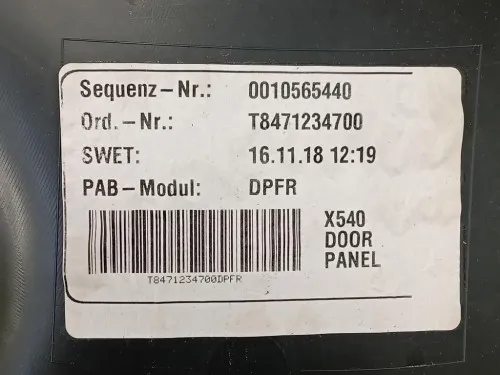 Sequenz-Nr.: 0010565440
Ord.-Nr.: T8471234700
SWET: 16.11.18 12:19
PAB-Modul: DPFR
X540
DOOR
PANEL
T8471234700DPFR